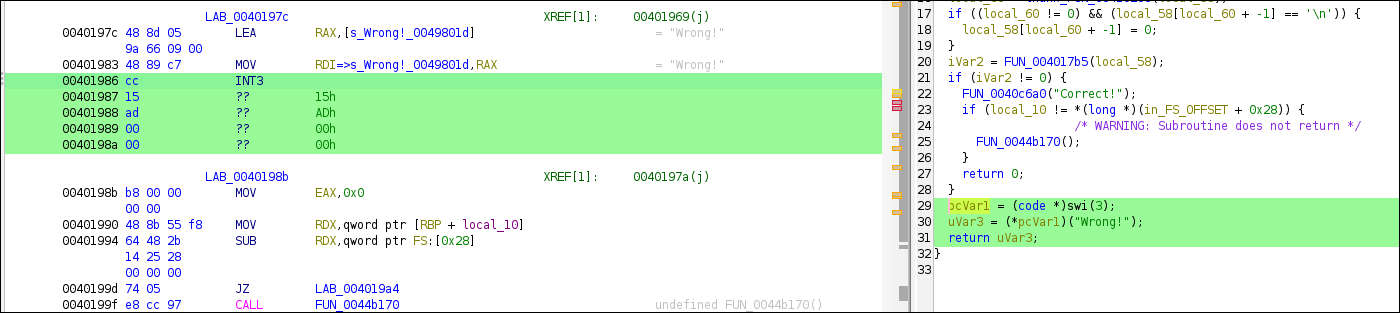 LAB_0040197c XREF[1]: 00401969(j)
0040197c 48 8d 05 LEA RAX,[s_Wrong!_0049801d] = "Wrong!"
9a 66 09 00
00401983 48 89 c7 MOV RDI=>s_Wrong!_0049801d,RAX = "Wrong!"
00401986 cc INT3
00401987 15 ?? 15h
00401988 ad ?? ADh
00401989 00 ?? 00h
0040198a 00 ?? 00h
LAB_0040198b XREF[1]: 0040197a(j)
0040198b b8 00 00 MOV EAX,0x0
00 00
00401990 48 8b 55 f8 MOV RDX,qword ptr [RBP + local_10]
00401994 64 48 2b SUB RDX,qword ptr FS:[0x28]
14 25 28
00 00 00
0040199d 74 05 JZ LAB_004019a4
0040199f e8 cc 97 CALL FUN_0044b170 undefined FUN_0044b170()
17 if ((local_60 != 0) && (local_58[local_60 + -1] == '\n')) {
18 local_58[local_60 + -1] = 0;
19 }
20 iVar2 = FUN_004017b5(local_58);
21 if (iVar2 != 0) {
22 FUN_0040c6a0("Correct!");
23 if (local_10 != *(long *)(in_FS_OFFSET + 0x28)) {
24 /* WARNING: Subroutine does not return */
25 FUN_0044b170();
26 }
27 return 0;
28 }
29 pcVar1 = (code *)swi(3);
30 uVar3 = (*pcVar1)("Wrong!");
31 return uVar3;
32 }
33